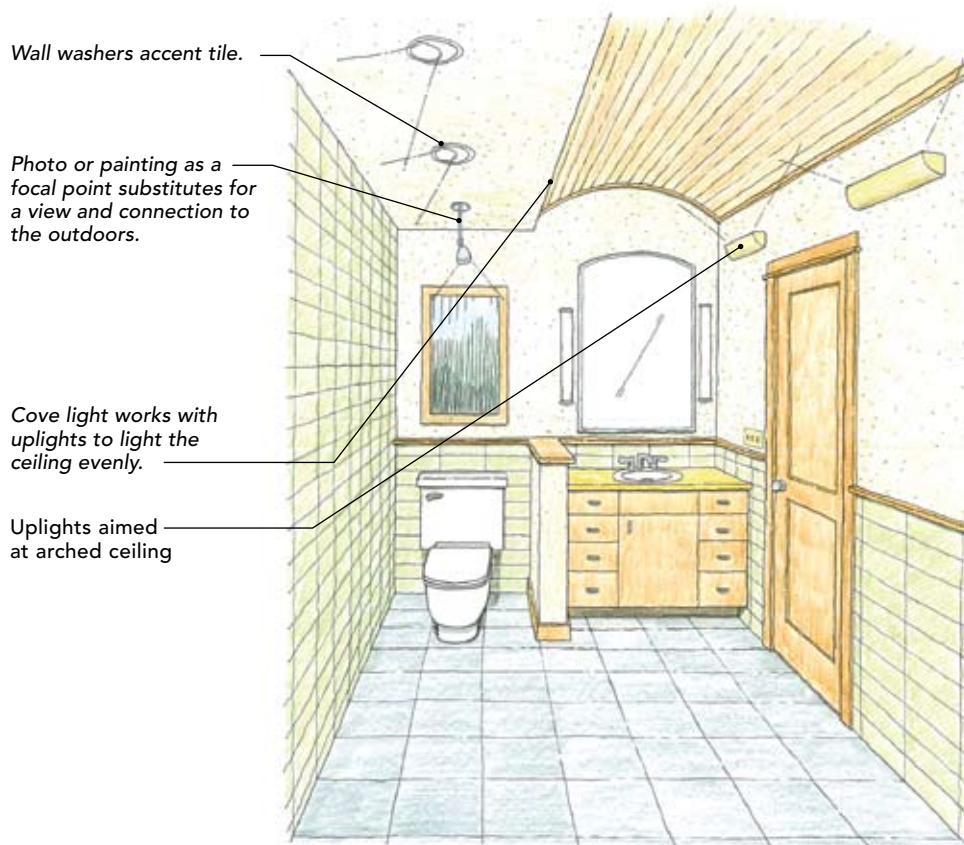 Wall washers accent tile.
Photo or painting as a
focal point substitutes for
a view and connection to
the outdoors.
Cove light works with
uplights to light the
ceiling evenly.
Uplights aimed
at arched ceiling